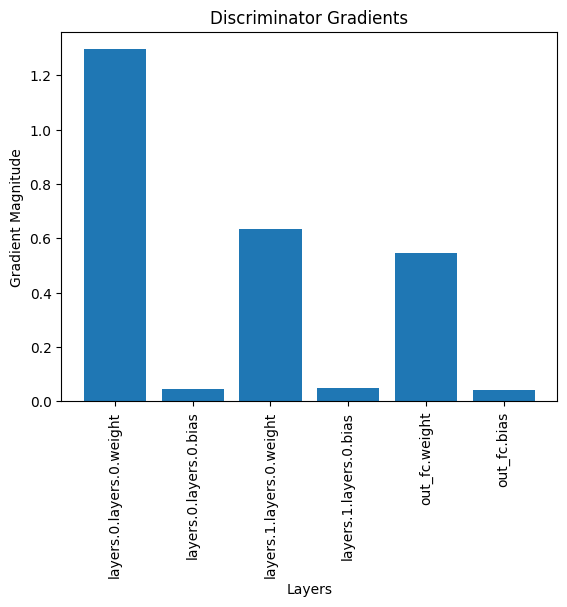 Discriminator Gradients
Gradient Magnitude
1.2
1.0
0.8
0.6
0.4
0.2
0.0
layers.0.layers.0.weight
layers.0.layers.0.bias
layers.1.layers.0.weight
layers.1.layers.0.bias
out_fc.weight
out_fc.bias
Layers